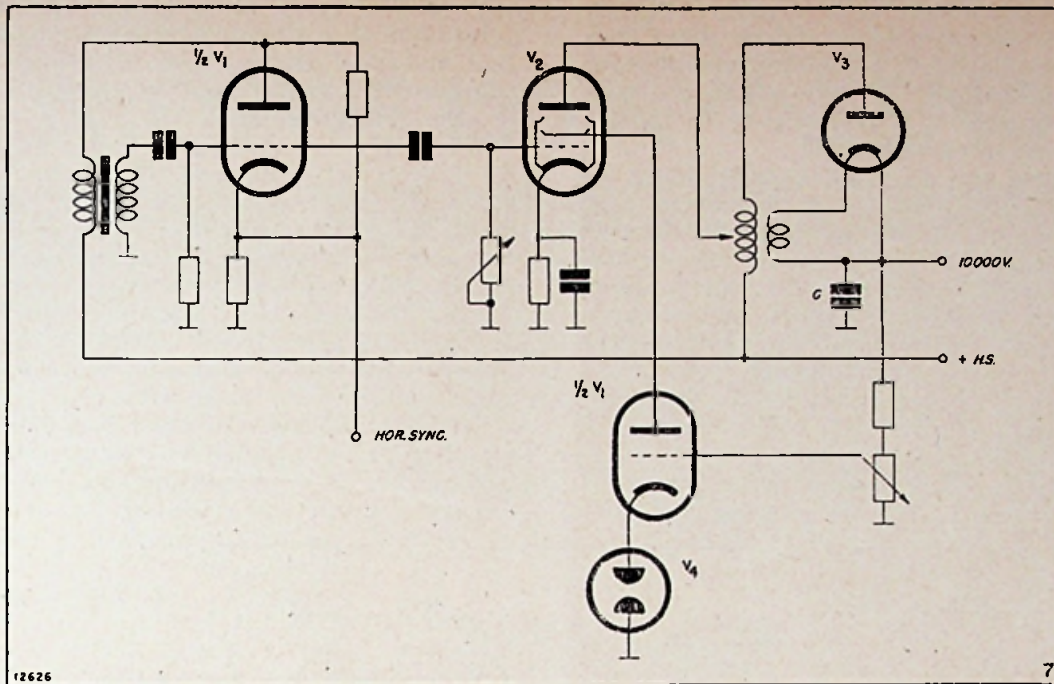 ½ V₁
V₂
V₃
10000V.
C
+ H.S.
½ V₁
HOR.SYNC.
V₄
12626
7